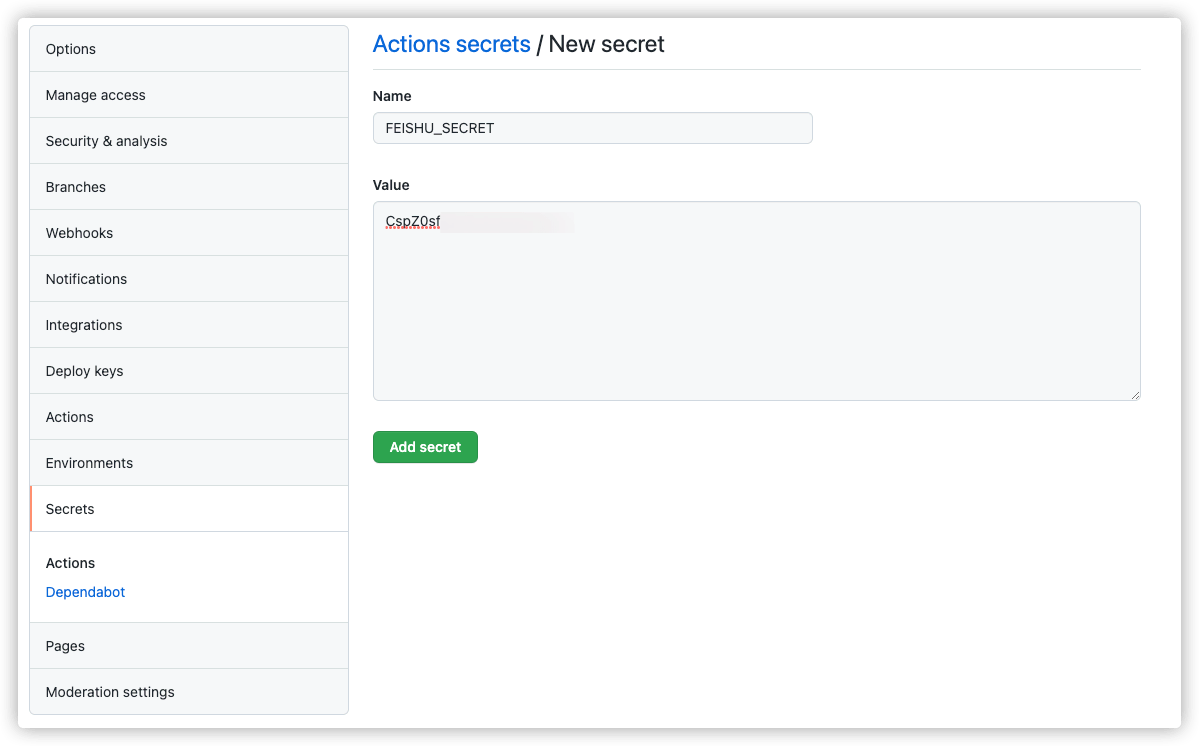 Options
Manage access
Security & analysis
Branches
Webhooks
Notifications
Integrations
Deploy keys
Actions
Environments
Secrets
Actions
Dependabot
Pages
Moderation settings
Actions secrets / New secret
Name
FEISHU_SECRET
Value
CspZ0sf
Add secret